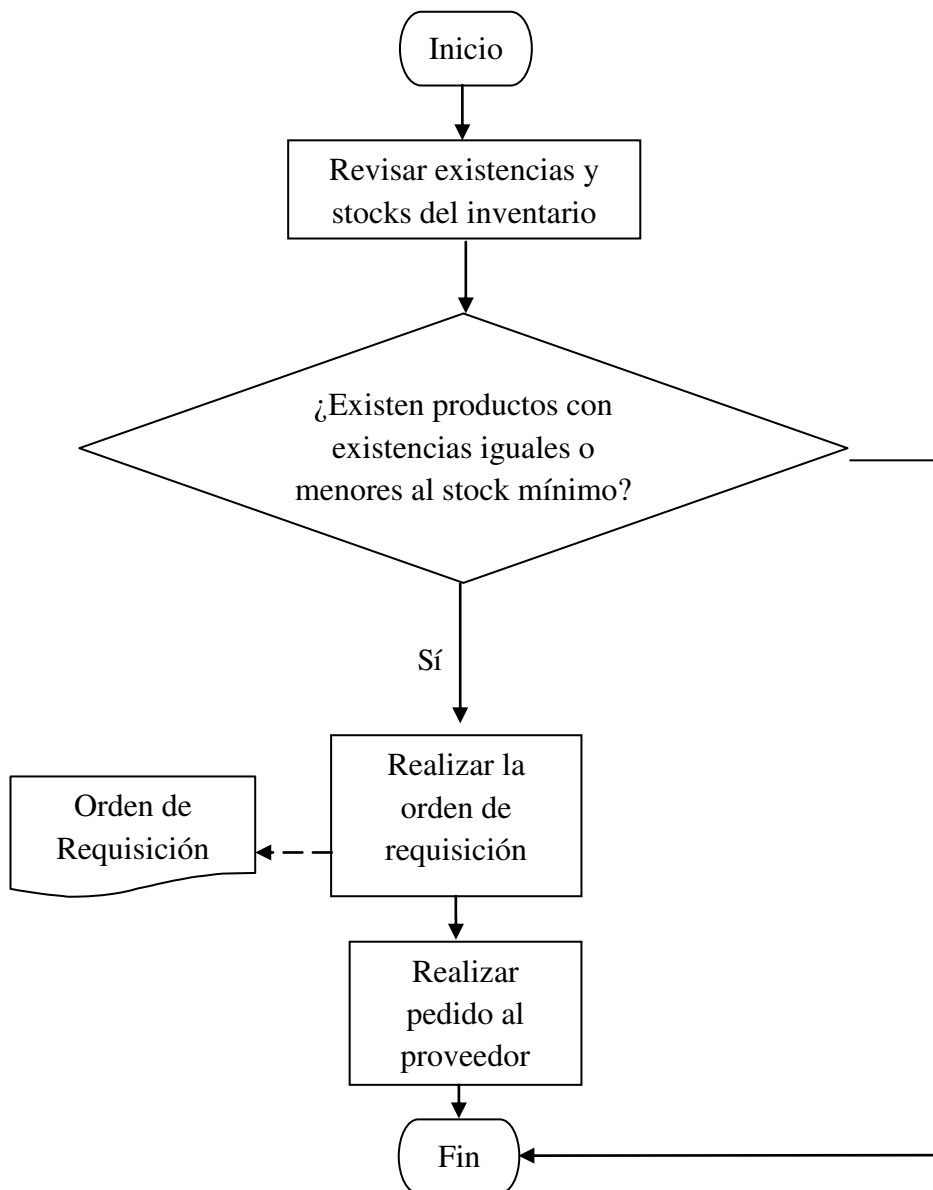 Inicio
Revisar existencias y
stocks del inventario
¿Existen productos con
existencias iguales o
menores al stock mínimo?
Sí
Realizar la
orden de
requisición
Orden de
Requisición
Realizar
pedido al
proveedor
Fin